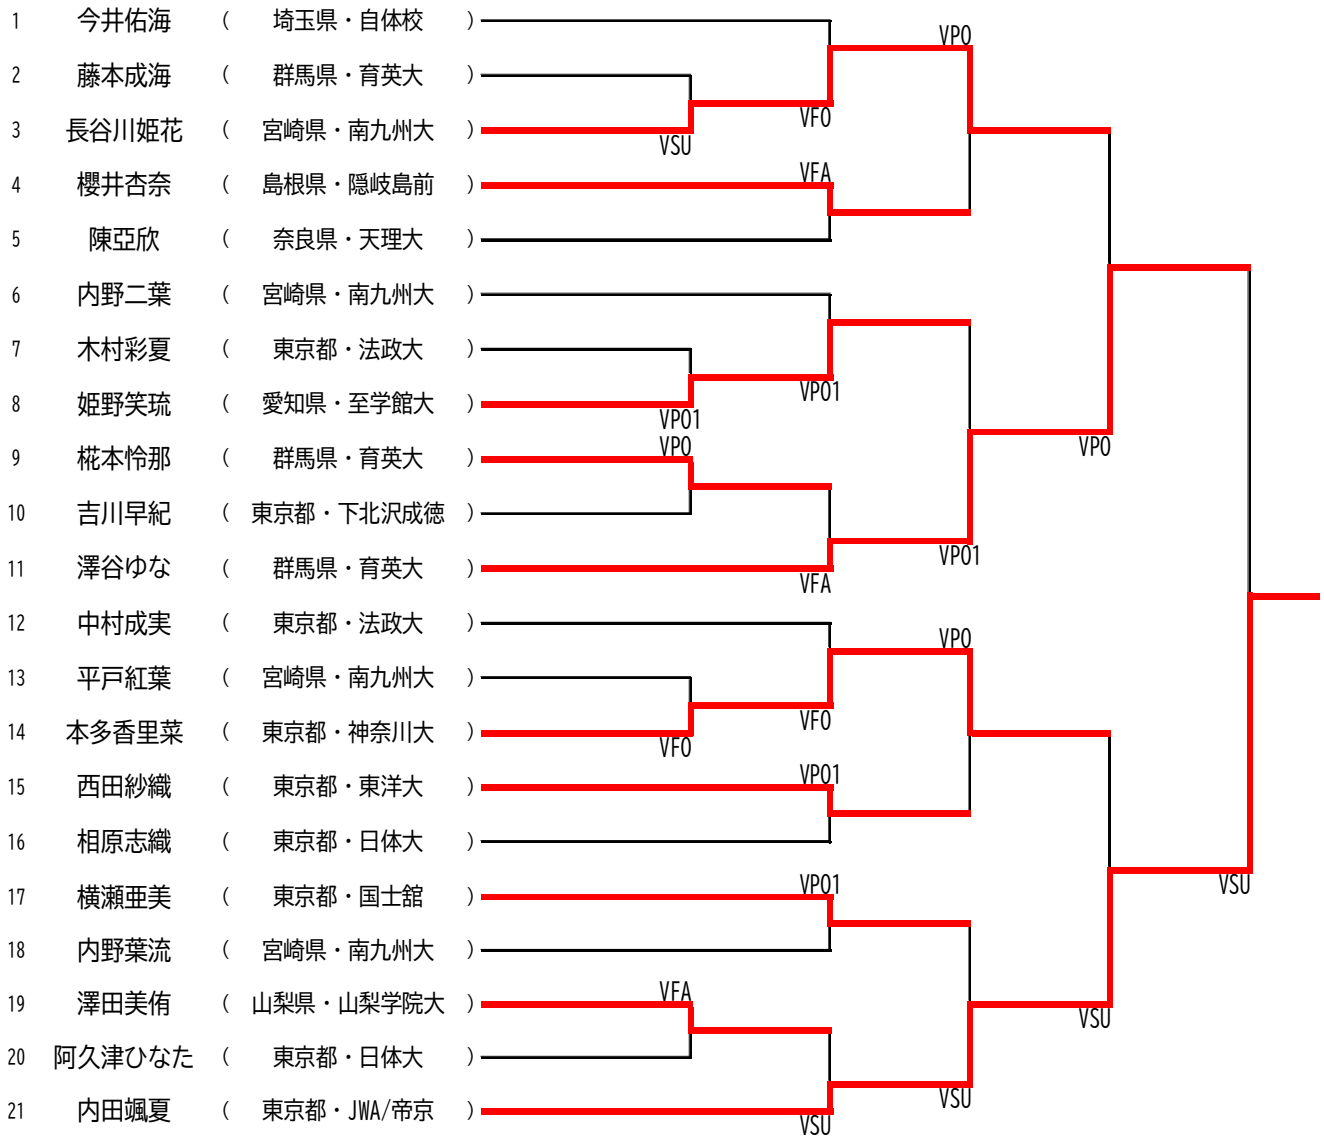 1 今井佑海 ( 埼玉県・自体校 )
VPO
2 藤本成海 ( 群馬県・育英大 )
VFO
3 長谷川姫花 ( 宮崎県・南九州大 )
VSU
VFA
4 櫻井杏奈 ( 島根県・隠岐島前 )
5 陳亞欣 ( 奈良県・天理大 )
6 内野二葉 ( 宮崎県・南九州大 )
7 木村彩夏 ( 東京都・法政大 )
VPO1
8 姫野笑琉 ( 愛知県・至学館大 )
VPO1
VPO
VPO
9 椛本怜那 ( 群馬県・育英大 )
10 吉川早紀 ( 東京都・下北沢成徳 )
VPO1
11 澤谷ゆな ( 群馬県・育英大 )
VFA
12 中村成実 ( 東京都・法政大 )
VPO
13 平戸紅葉 ( 宮崎県・南九州大 )
VFO
14 本多香里菜 ( 東京都・神奈川大 )
VFO
VPO1
15 西田紗織 ( 東京都・東洋大 )
16 相原志織 ( 東京都・日体大 )
VPO1
VSU
17 横瀬亜美 ( 東京都・国士舘 )
18 内野葉流 ( 宮崎県・南九州大 )
VFA
19 澤田美侑 ( 山梨県・山梨学院大 )
VSU
20 阿久津ひなた ( 東京都・日体大 )
VSU
21 内田颯夏 ( 東京都・JWA/帝京 )
VSU